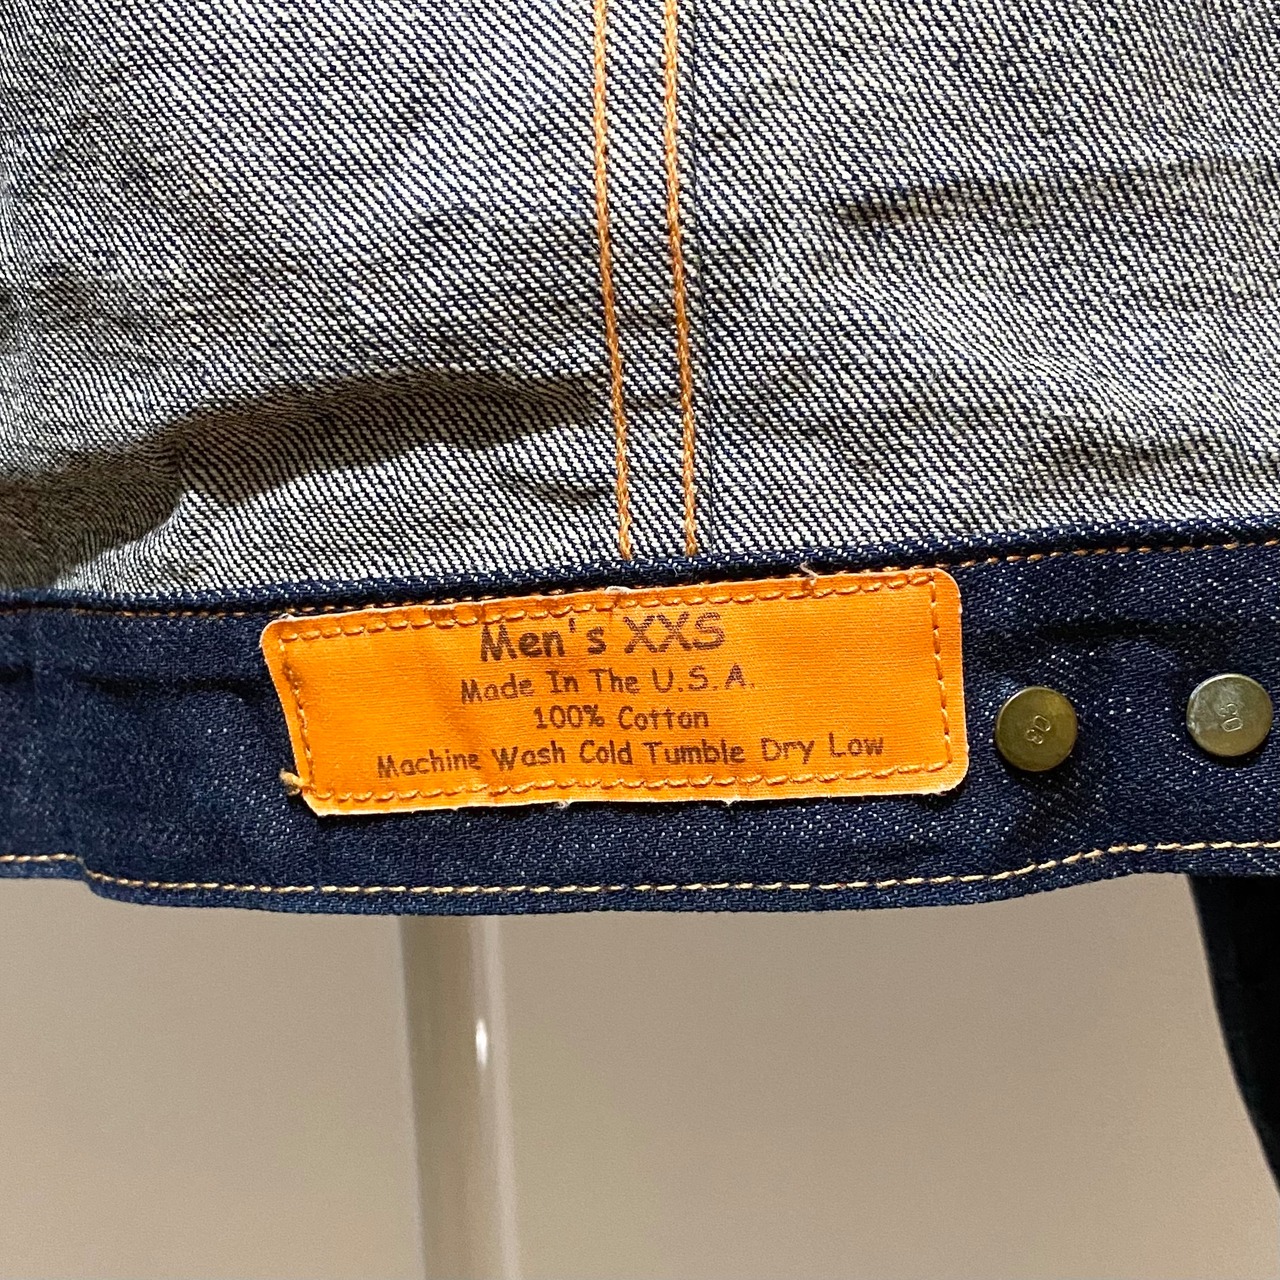 Men's XXS
Made In The U.S.A.
100% Cotton
Machine Wash Cold Tumble Dry Low